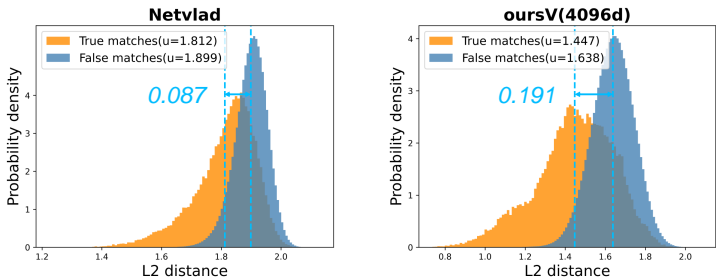 Netvlad
True matches(u=1.812)
False matches(u=1.899)
0.087
Probability density
4
3
2
1
0
1.2 1.4 1.6 1.8 2.0
L2 distance
oursV(4096d)
True matches(u=1.447)
False matches(u=1.638)
0.191
Probability density
4
3
2
1
0
0.8 1.0 1.2 1.4 1.6 1.8 2.0
L2 distance